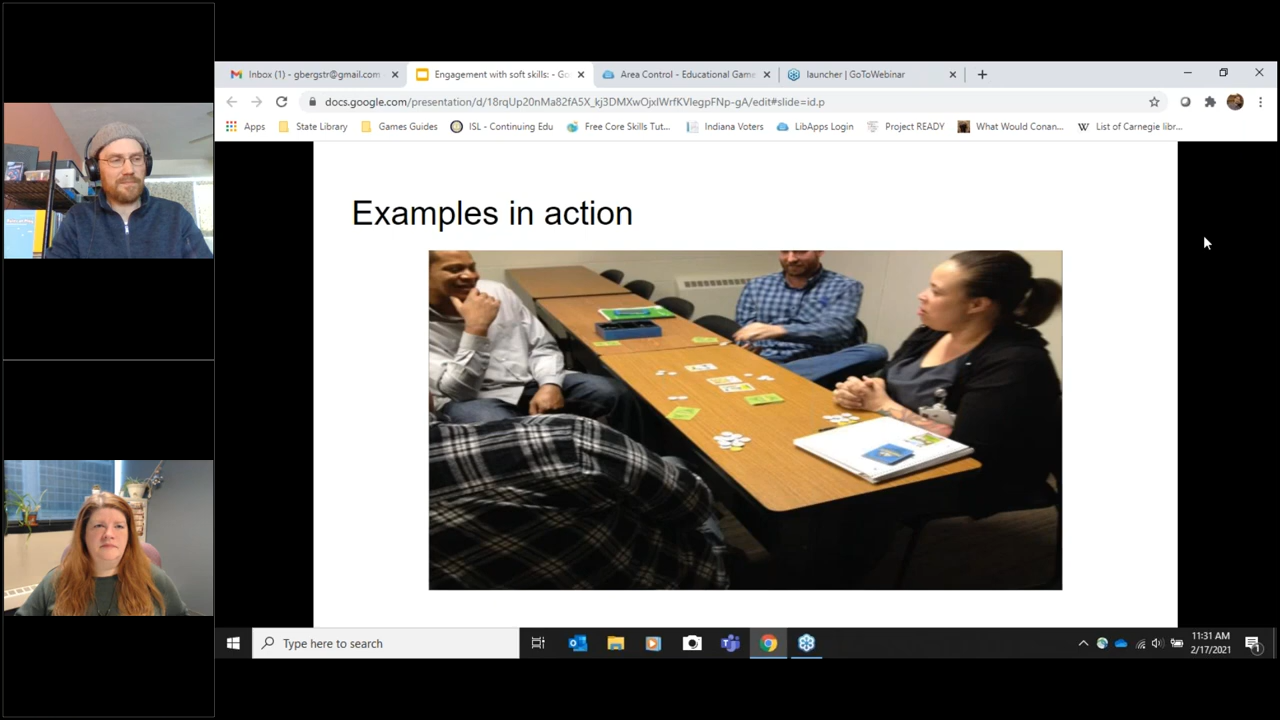 Inbox (1) - gbergstr@gmail.com
Engagement with soft skills: - Go
Area Control - Educational Game
launcher | GoToWebinar
docs.google.com/presentation/d/18rqUp20nMa82fA5X_kj3DMXwOjxIWrfKVlegpFNp-gA/edit#slide=id.p
Apps
State Library
Games Guides
ISL - Continuing Edu
Free Core Skills Tut...
Indiana Voters
LibApps Login
Project READY
What Would Conan...
W List of Carnegie libr...
Examples in action
Type here to search
11:31 AM
2/17/2021
1